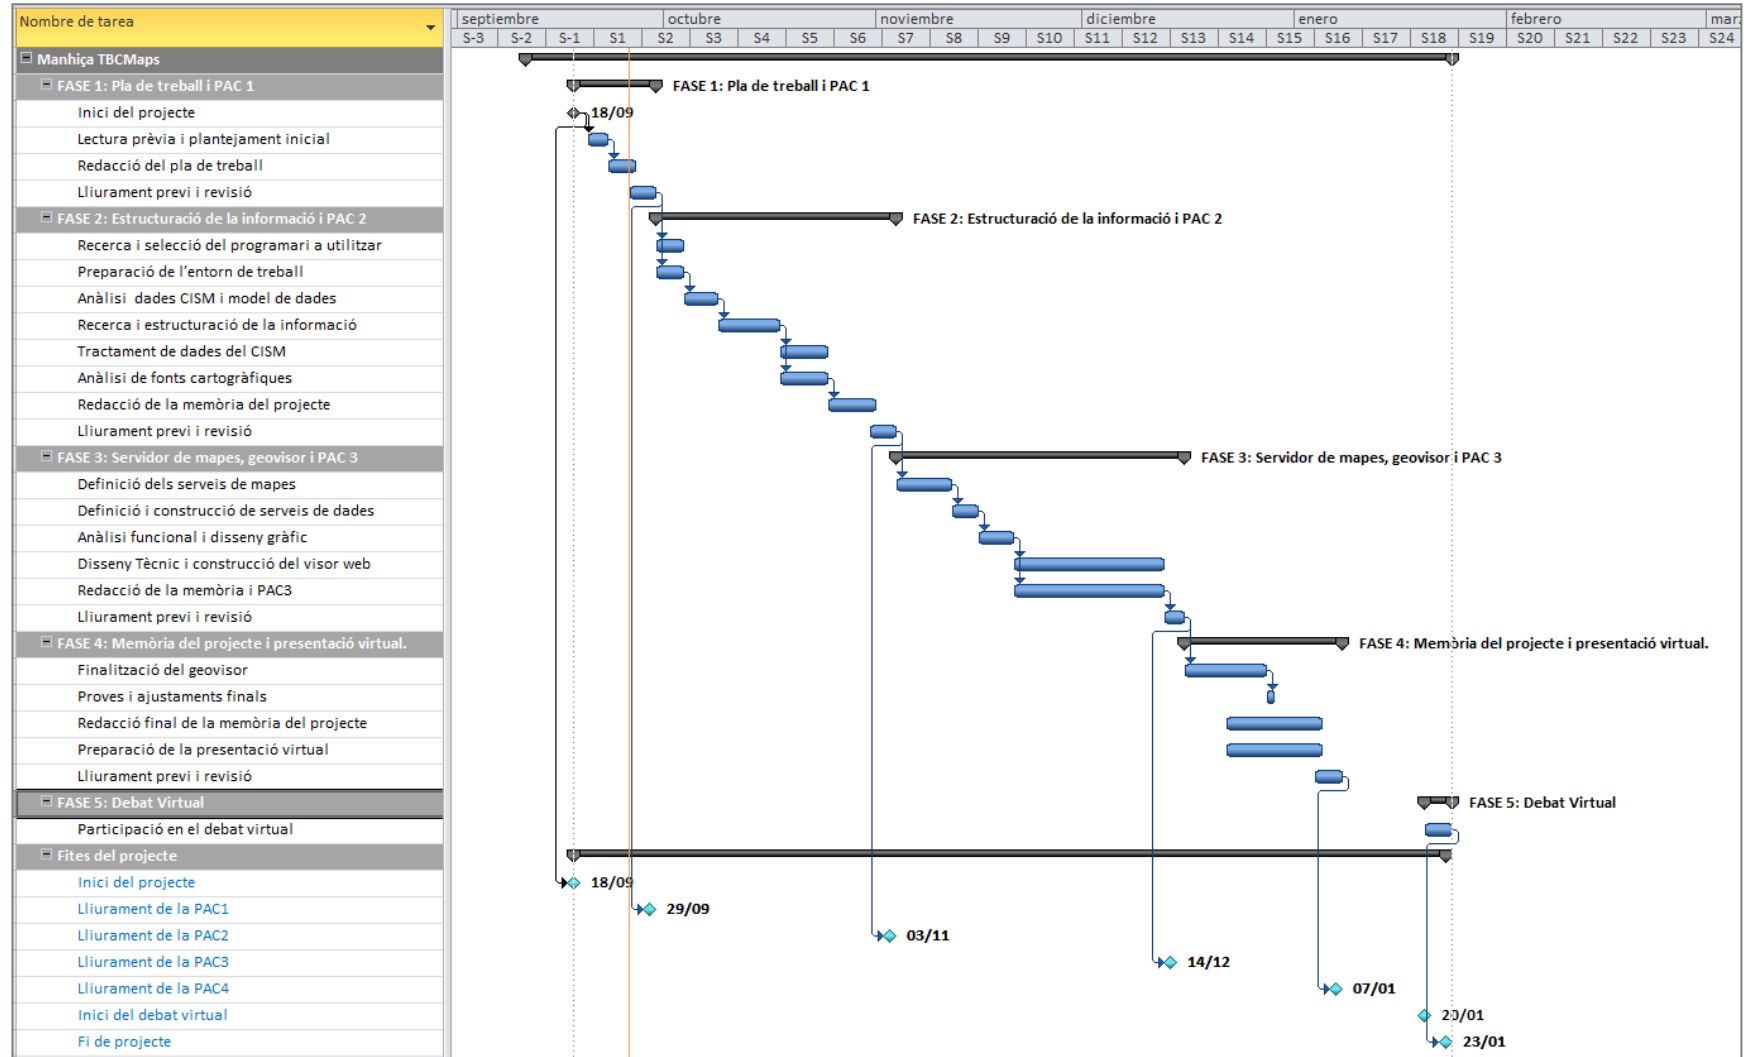 Nombre de tarea
septiembre octubre noviembre diciembre enero febrero mar
S-3 S-2 S-1 S1 S2 S3 S4 S5 S6 S7 S8 S9 S10 S11 S12 S13 S14 S15 S16 S17 S18 S19 S20 S21 S22 S23 S24
Manhiça TBCMaps
FASE 1: Pla de treball i PAC 1 FASE 1: Pla de treball i PAC 1
Inici del projecte 18/09
Lectura prèvia i plantejament inicial
Redacció del pla de treball
Lliurament previ i revisió
FASE 2: Estructuració de la informació i PAC 2 FASE 2: Estructuració de la informació i PAC 2
Recerca i selecció del programari a utilitzar
Preparació de l'entorn de treball
Anàlisi dades CISM i model de dades
Recerca i estructuració de la informació
Tractament de dades del CISM
Anàlisi de fonts cartogràfiques
Redacció de la memòria del projecte
Lliurament previ i revisió
FASE 3: Servidor de mapes, geovisor i PAC 3 FASE 3: Servidor de mapes, geovisor i PAC 3
Definició dels serveis de mapes
Definició i construcció de serveis de dades
Anàlisi funcional i disseny gràfic
Disseny Tècnic i construcció del visor web
Redacció de la memòria i PAC3
Lliurament previ i revisió
FASE 4: Memòria del projecte i presentació virtual. FASE 4: Memòria del projecte i presentació virtual.
Finalització del geovisor
Proves i ajustaments finals
Redacció final de la memòria del projecte
Preparació de la presentació virtual
Lliurament previ i revisió
FASE 5: Debat Virtual FASE 5: Debat Virtual
Participació en el debat virtual
Fites del projecte
Inici del projecte 18/09
Lliurament de la PAC1 29/09
Lliurament de la PAC2 03/11
Lliurament de la PAC3 14/12
Lliurament de la PAC4 07/01
Inici del debat virtual 20/01
Fi de projecte 23/01